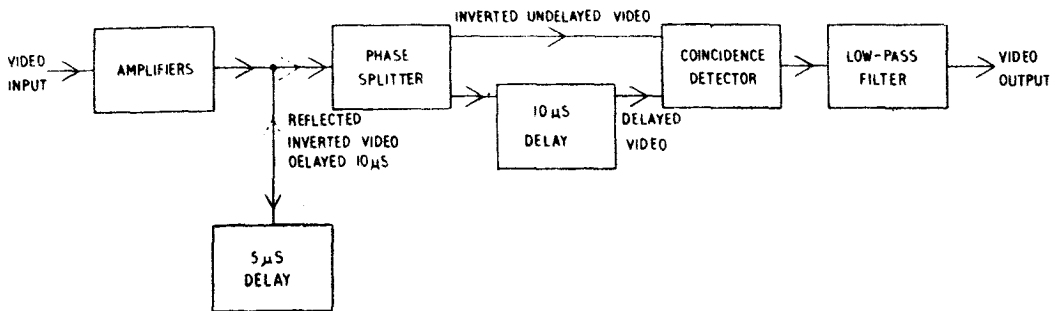 INVERTED UNDELAYED VIDEO
VIDEO
INPUT
AMPLIFIERS
PHASE
SPLITTER
COINCIDENCE
DETECTOR
LOW-PASS
FILTER
VIDEO
OUTPUT
REFLECTED
INVERTED VIDEO
DELAYED 10µS
10µS
DELAY
DELAYED
VIDEO
5µS
DELAY